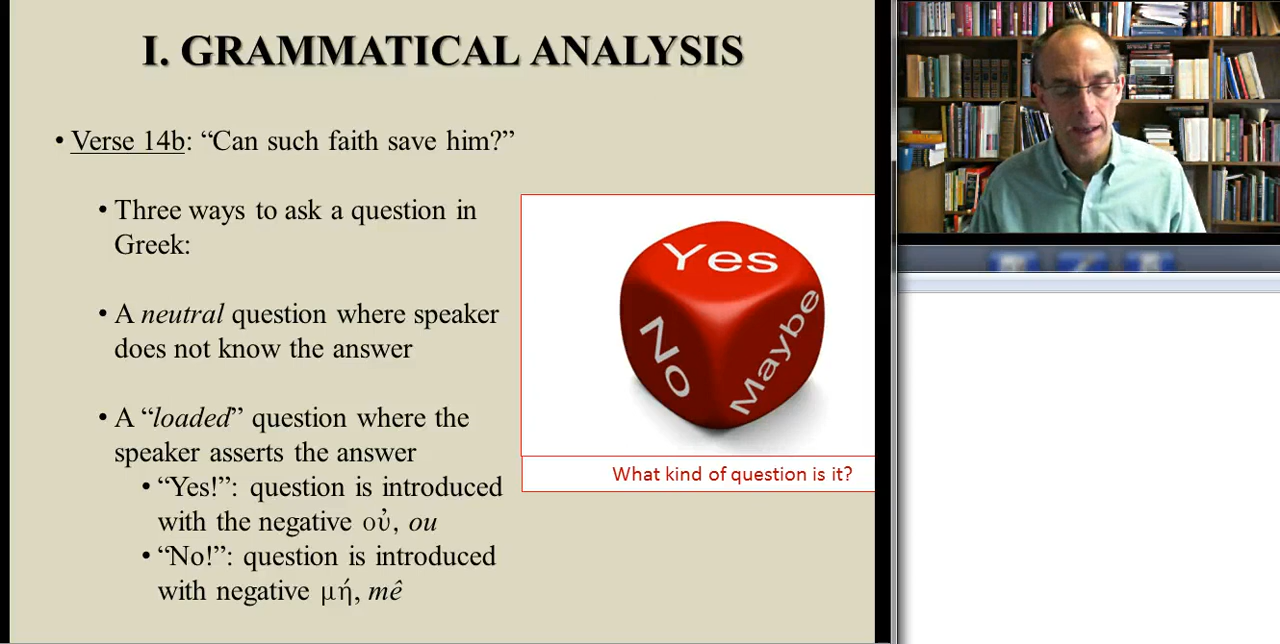 I. GRAMMATICAL ANALYSIS
• Verse 14b: “Can such faith save him?”
• Three ways to ask a question in
Greek:
• A neutral question where speaker
does not know the answer
• A “loaded” question where the
speaker asserts the answer
• “Yes!”: question is introduced
with the negative οὐ, ou
• “No!”: question is introduced
with negative μή, mê
Yes
No
Maybe
What kind of question is it?